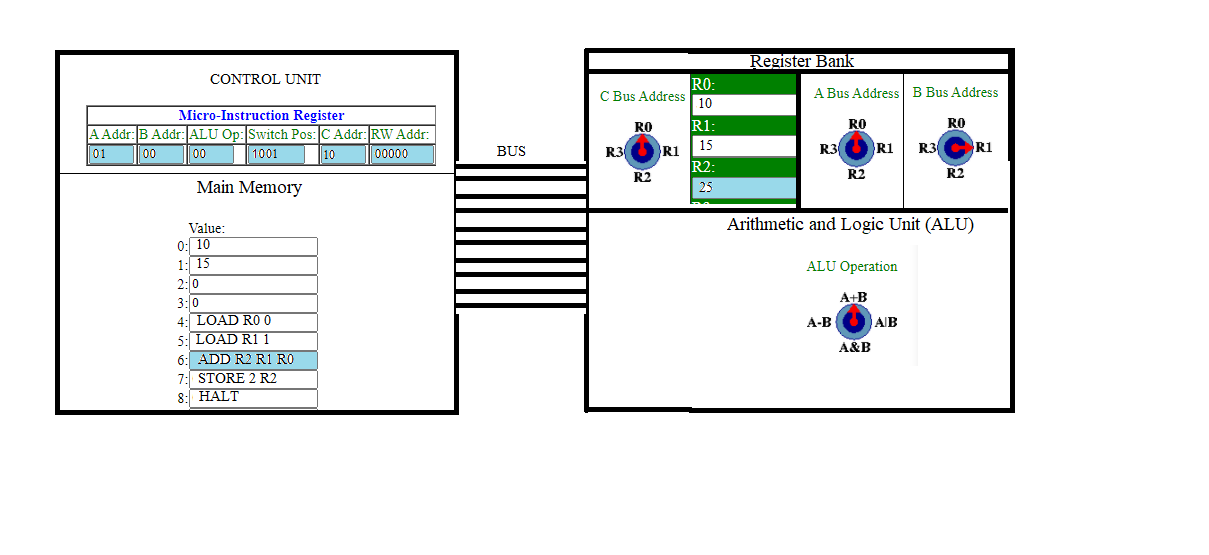 CONTROL UNIT
Micro-Instruction Register
A Addr: B Addr: ALU Op: Switch Pos: C Addr: RW Addr:
01 00 00 1001 10 00000
Main Memory
Value:
0: 10
1: 15
2: 0
3: 0
4: LOAD R0 0
5: LOAD R1 1
6: ADD R2 R1 R0
7: STORE 2 R2
8: HALT
BUS
Register Bank
C Bus Address
R0
R3 R1
R2
R0:
10
R1:
15
R2:
25
A Bus Address
R0
R3 R1
R2
B Bus Address
R0
R3 R1
R2
Arithmetic and Logic Unit (ALU)
ALU Operation
A+B
A-B A|B
A&B